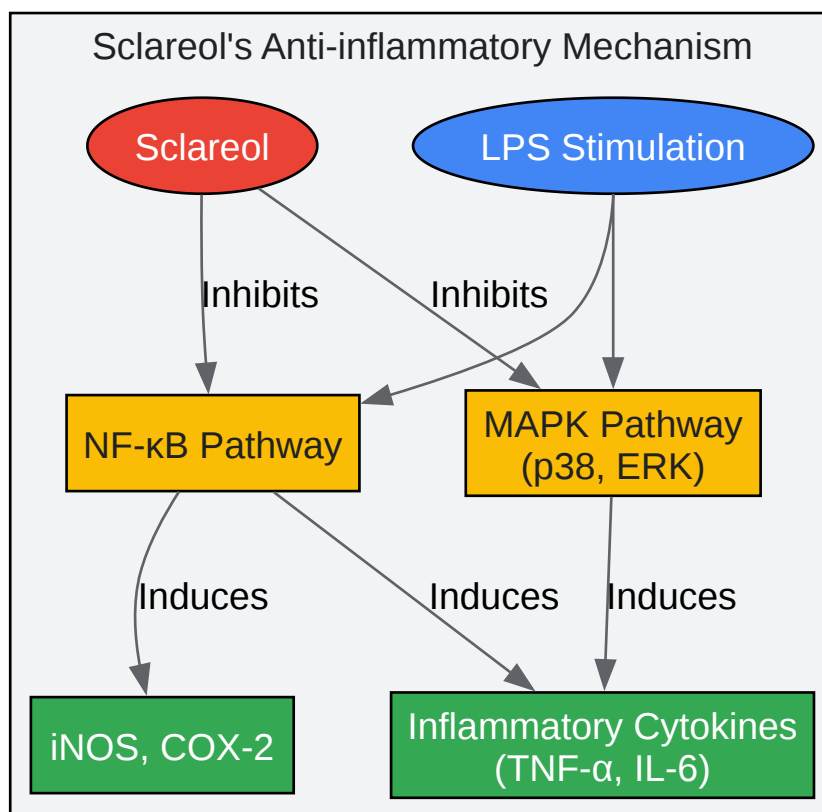 Sclareol's Anti-inflammatory Mechanism
Sclareol
LPS Stimulation
Inhibits
Inhibits
NF-κB Pathway
MAPK Pathway
(p38, ERK)
Induces
Induces
Induces
iNOS, COX-2
Inflammatory Cytokines
(TNF-α, IL-6)